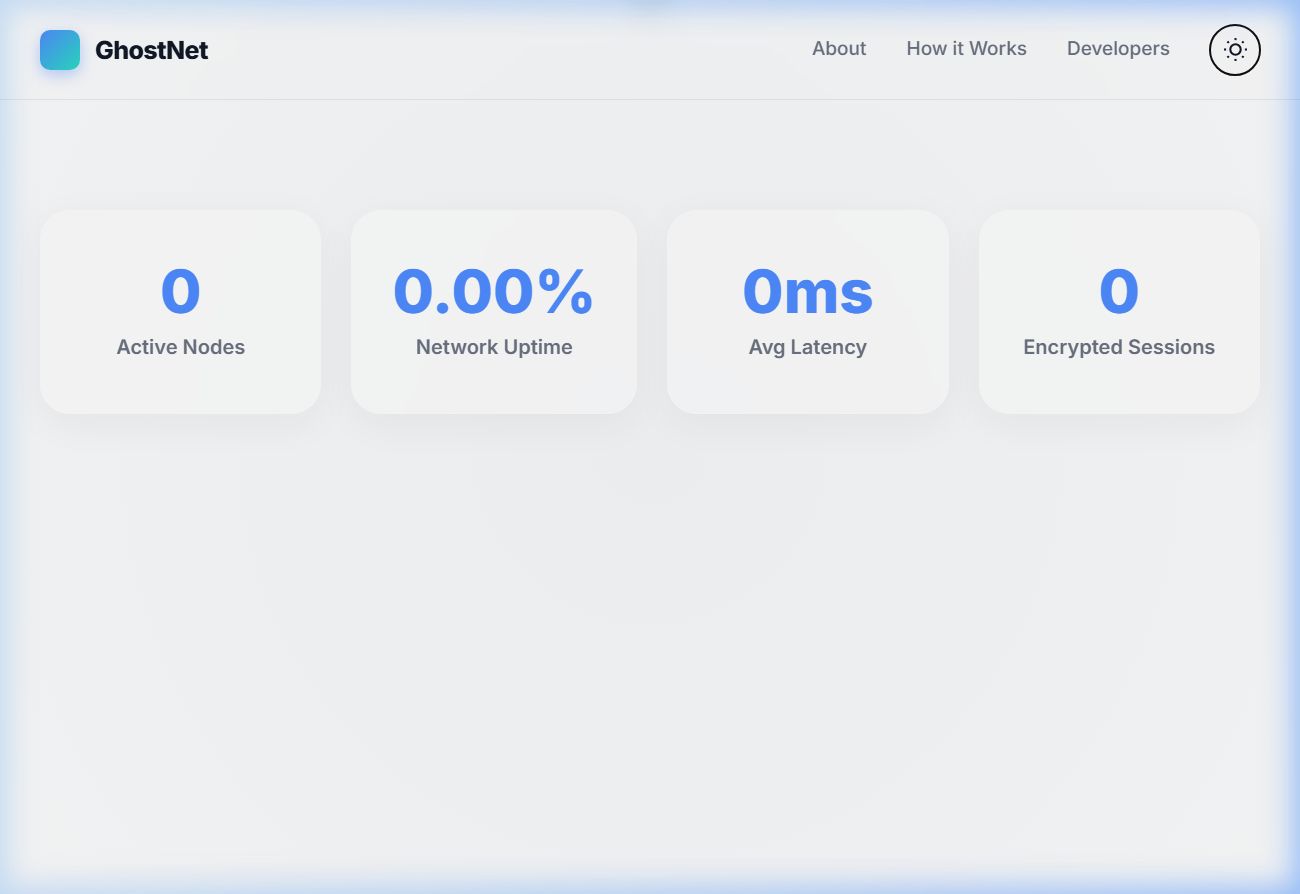 GhostNet
About How it Works Developers
0 0.00% 0ms 0
Active Nodes Network Uptime Avg Latency Encrypted Sessions